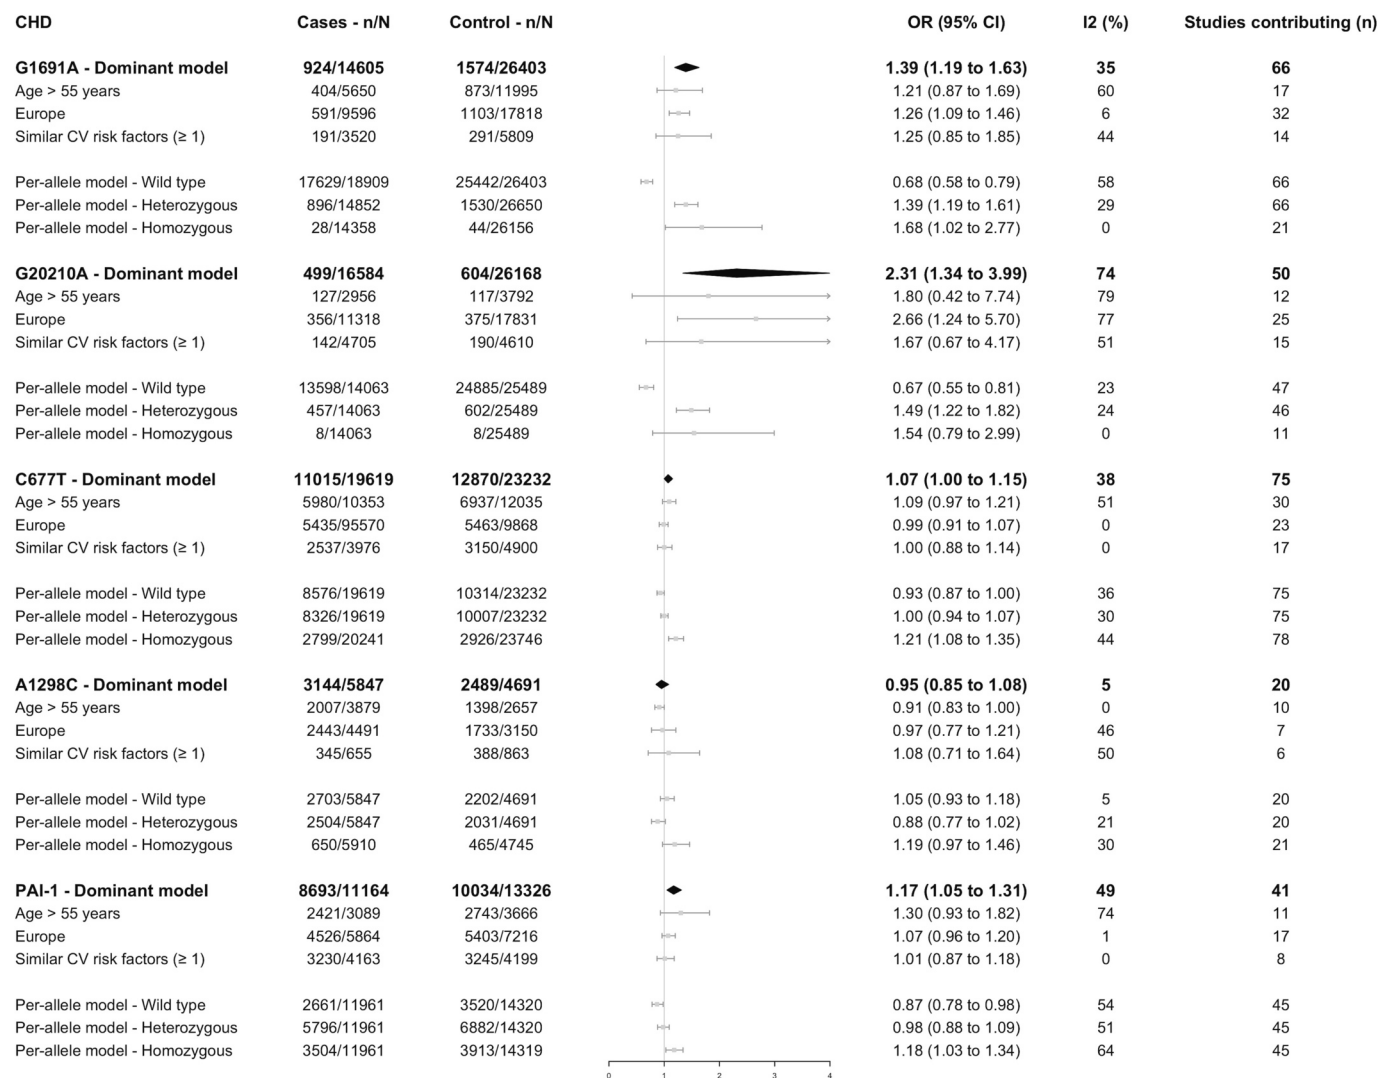 CHD Cases - n/N Control - n/N OR (95% CI) I2 (%) Studies contributing (n)
G1691A - Dominant model 924/14605 1574/26403 1.39 (1.19 to 1.63) 35 66
Age > 55 years 404/5650 873/11995 1.21 (0.87 to 1.69) 60 17
Europe 591/9596 1103/17818 1.26 (1.09 to 1.46) 6 32
Similar CV risk factors (≥ 1) 191/3520 291/5809 1.25 (0.85 to 1.85) 44 14
Per-allele model - Wild type 17629/18909 25442/26403 0.68 (0.58 to 0.79) 58 66
Per-allele model - Heterozygous 896/14852 1530/26650 1.39 (1.19 to 1.61) 29 66
Per-allele model - Homozygous 28/14358 44/26156 1.68 (1.02 to 2.77) 0 21
G20210A - Dominant model 499/16584 604/26168 2.31 (1.34 to 3.99) 74 50
Age > 55 years 127/2956 117/3792 1.80 (0.42 to 7.74) 79 12
Europe 356/11318 375/17831 2.66 (1.24 to 5.70) 77 25
Similar CV risk factors (≥ 1) 142/4705 190/4610 1.67 (0.67 to 4.17) 51 15
Per-allele model - Wild type 13598/14063 24885/25489 0.67 (0.55 to 0.81) 23 47
Per-allele model - Heterozygous 457/14063 602/25489 1.49 (1.22 to 1.82) 24 46
Per-allele model - Homozygous 8/14063 8/25489 1.54 (0.79 to 2.99) 0 11
C677T - Dominant model 11015/19619 12870/23232 1.07 (1.00 to 1.15) 38 75
Age > 55 years 5980/10353 6937/12035 1.09 (0.97 to 1.21) 51 30
Europe 5435/95570 5463/9868 0.99 (0.91 to 1.07) 0 23
Similar CV risk factors (≥ 1) 2537/3976 3150/4900 1.00 (0.88 to 1.14) 0 17
Per-allele model - Wild type 8576/19619 10314/23232 0.93 (0.87 to 1.00) 36 75
Per-allele model - Heterozygous 8326/19619 10007/23232 1.00 (0.94 to 1.07) 30 75
Per-allele model - Homozygous 2799/20241 2926/23746 1.21 (1.08 to 1.35) 44 78
A1298C - Dominant model 3144/5847 2489/4691 0.95 (0.85 to 1.08) 5 20
Age > 55 years 2007/3879 1398/2657 0.91 (0.83 to 1.00) 0 10
Europe 2443/4491 1733/3150 0.97 (0.77 to 1.21) 46 7
Similar CV risk factors (≥ 1) 345/655 388/863 1.08 (0.71 to 1.64) 50 6
Per-allele model - Wild type 2703/5847 2202/4691 1.05 (0.93 to 1.18) 5 20
Per-allele model - Heterozygous 2504/5847 2031/4691 0.88 (0.77 to 1.02) 21 20
Per-allele model - Homozygous 650/5910 465/4745 1.19 (0.97 to 1.46) 30 21
PAI-1 - Dominant model 8693/11164 10034/13326 1.17 (1.05 to 1.31) 49 41
Age > 55 years 2421/3089 2743/3666 1.30 (0.93 to 1.82) 74 11
Europe 4526/5864 5403/7216 1.07 (0.96 to 1.20) 1 17
Similar CV risk factors (≥ 1) 3230/4163 3245/4199 1.01 (0.87 to 1.18) 0 8
Per-allele model - Wild type 2661/11961 3520/14320 0.87 (0.78 to 0.98) 54 45
Per-allele model - Heterozygous 5796/11961 6882/14320 0.98 (0.88 to 1.09) 51 45
Per-allele model - Homozygous 3504/11961 3913/14319 1.18 (1.03 to 1.34) 64 45
0 1 2 3 4